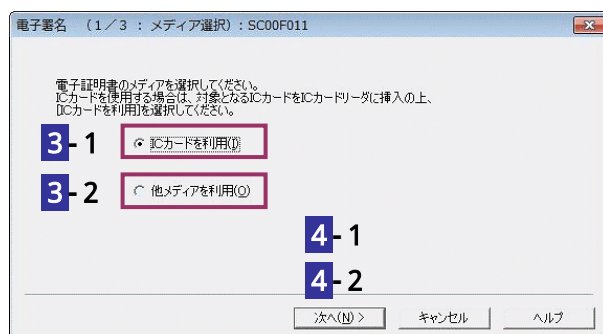 電子署名 （1/3 : メディア選択）: SC00F011
電子証明書のメディアを選択してください。
ICカードを使用する場合は、対象となるICカードをICカードリーダに挿入の上、
[ICカードを利用]を選択してください。
3-1 ICカードを利用(I)
3-2 他メディアを利用(O)
4-1
4-2
次へ(N) > キャンセル ヘルプ